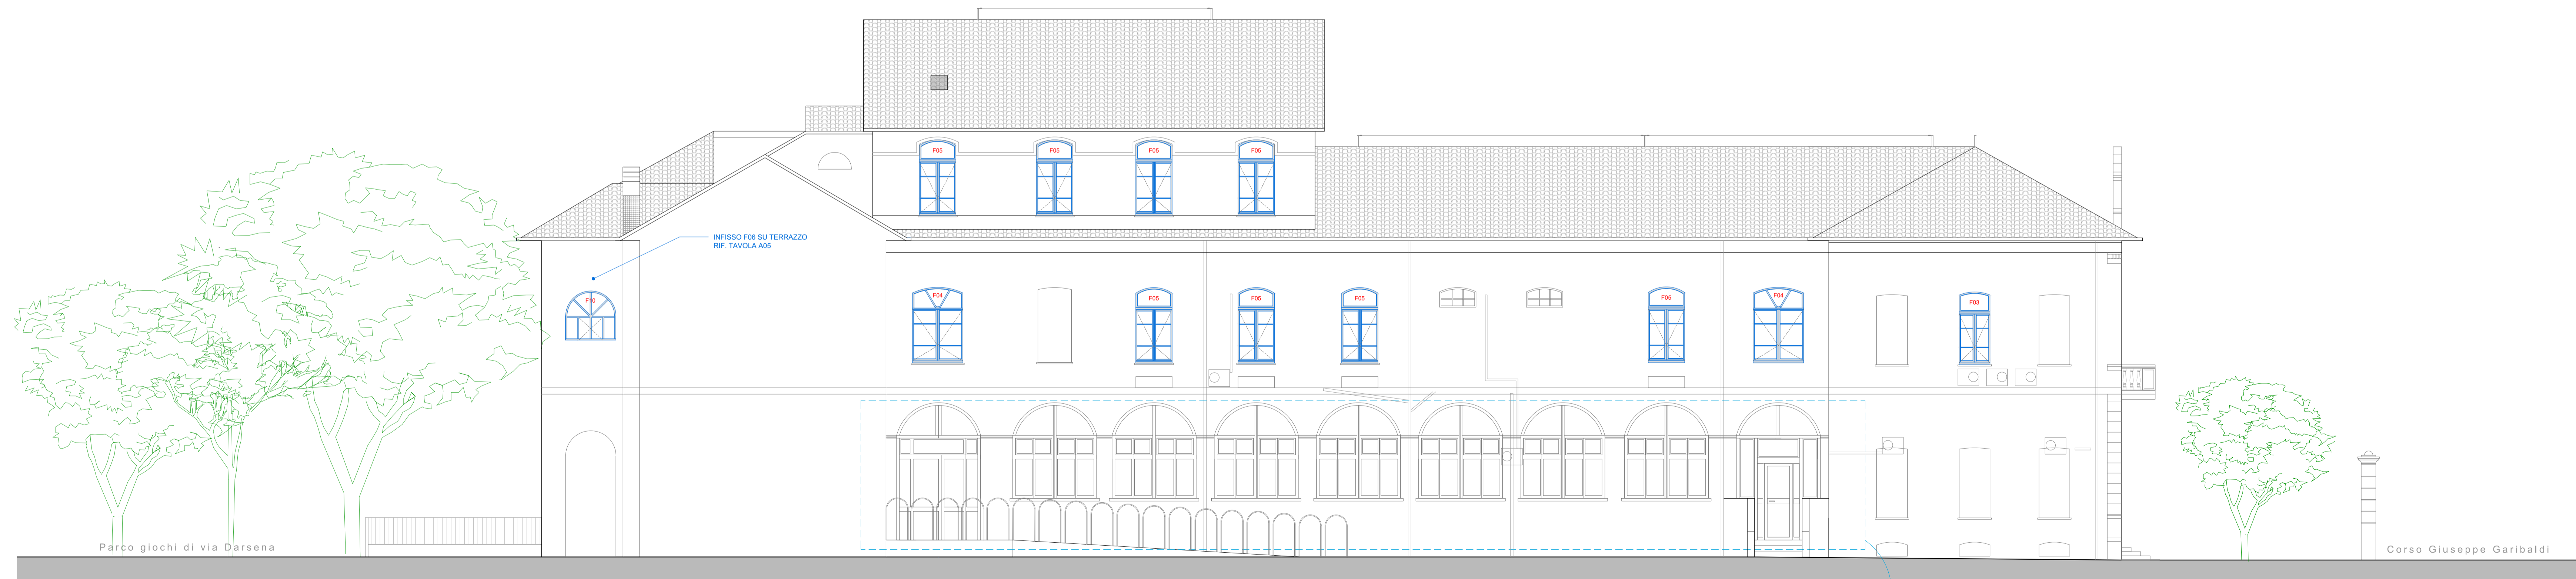 F05 F05 F05 F05
INFISSO F06 SU TERRAZZO
RIF. TAVOLA A05
F10 F04 F05 F05 F05 F05 F04 F03
Parco giochi di via Darsena
Corso Giuseppe Garibaldi